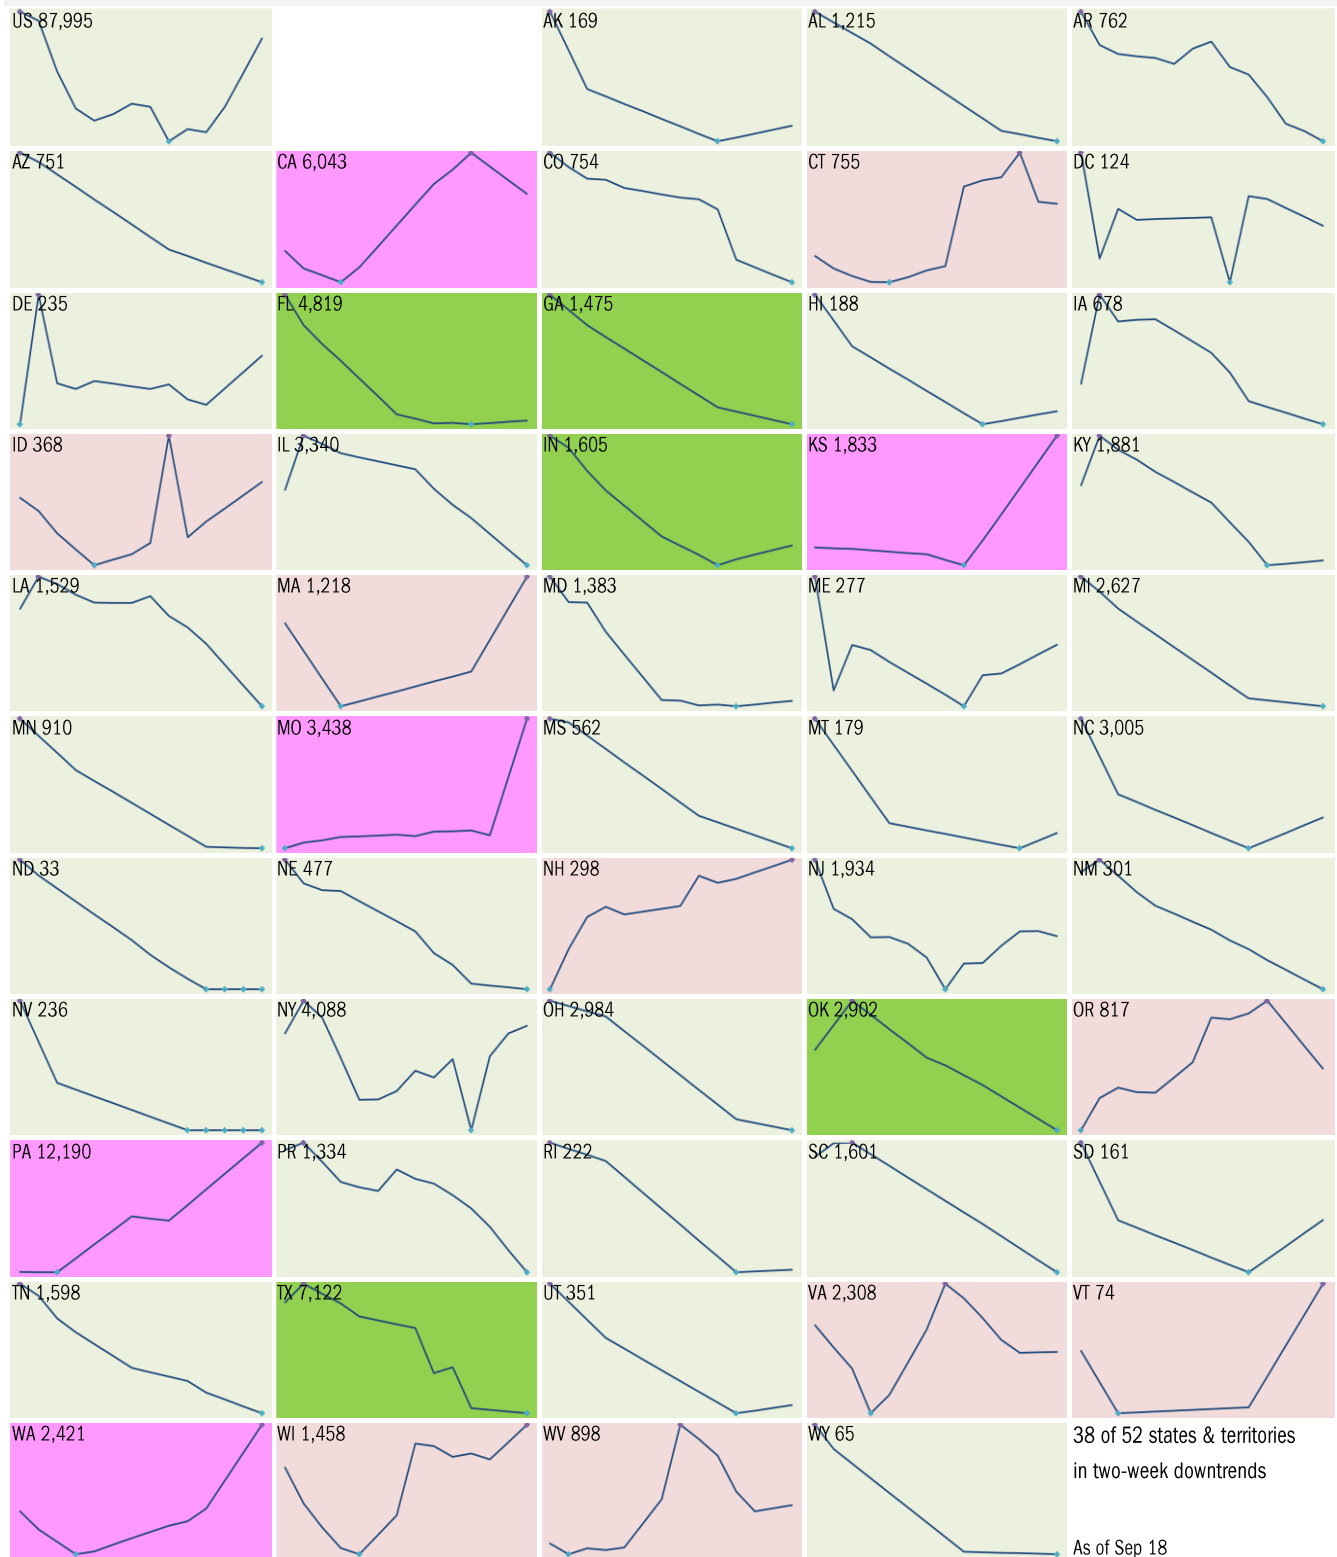 US 87,995
AK 169
AL 1,215
AR 762
AZ 751
CA 6,043
CO 754
CT 755
DC 124
DE 235
FL 4,819
GA 1,475
HI 188
IA 678
ID 368
IL 3,340
IN 1,605
KS 1,833
KY 1,881
LA 1,529
MA 1,218
MD 1,383
ME 277
MI 2,627
MN 910
MO 3,438
MS 562
MT 179
NC 3,005
ND 33
NE 477
NH 298
NJ 1,934
NM 301
NV 236
NY 4,088
OH 2,984
OK 2,902
OR 817
PA 12,190
PR 1,334
RI 222
SC 1,601
SD 161
TN 1,598
TX 7,122
UT 351
VA 2,308
VT 74
WA 2,421
WI 1,458
WV 898
WY 65
38 of 52 states & territories
in two-week downtrends
As of Sep 18